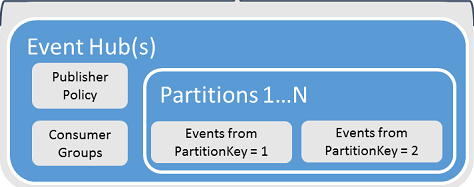 Event Hub(s)
Publisher
Policy
Consumer
Groups
Partitions 1...N
Events from
PartitionKey = 1
Events from
PartitionKey = 2